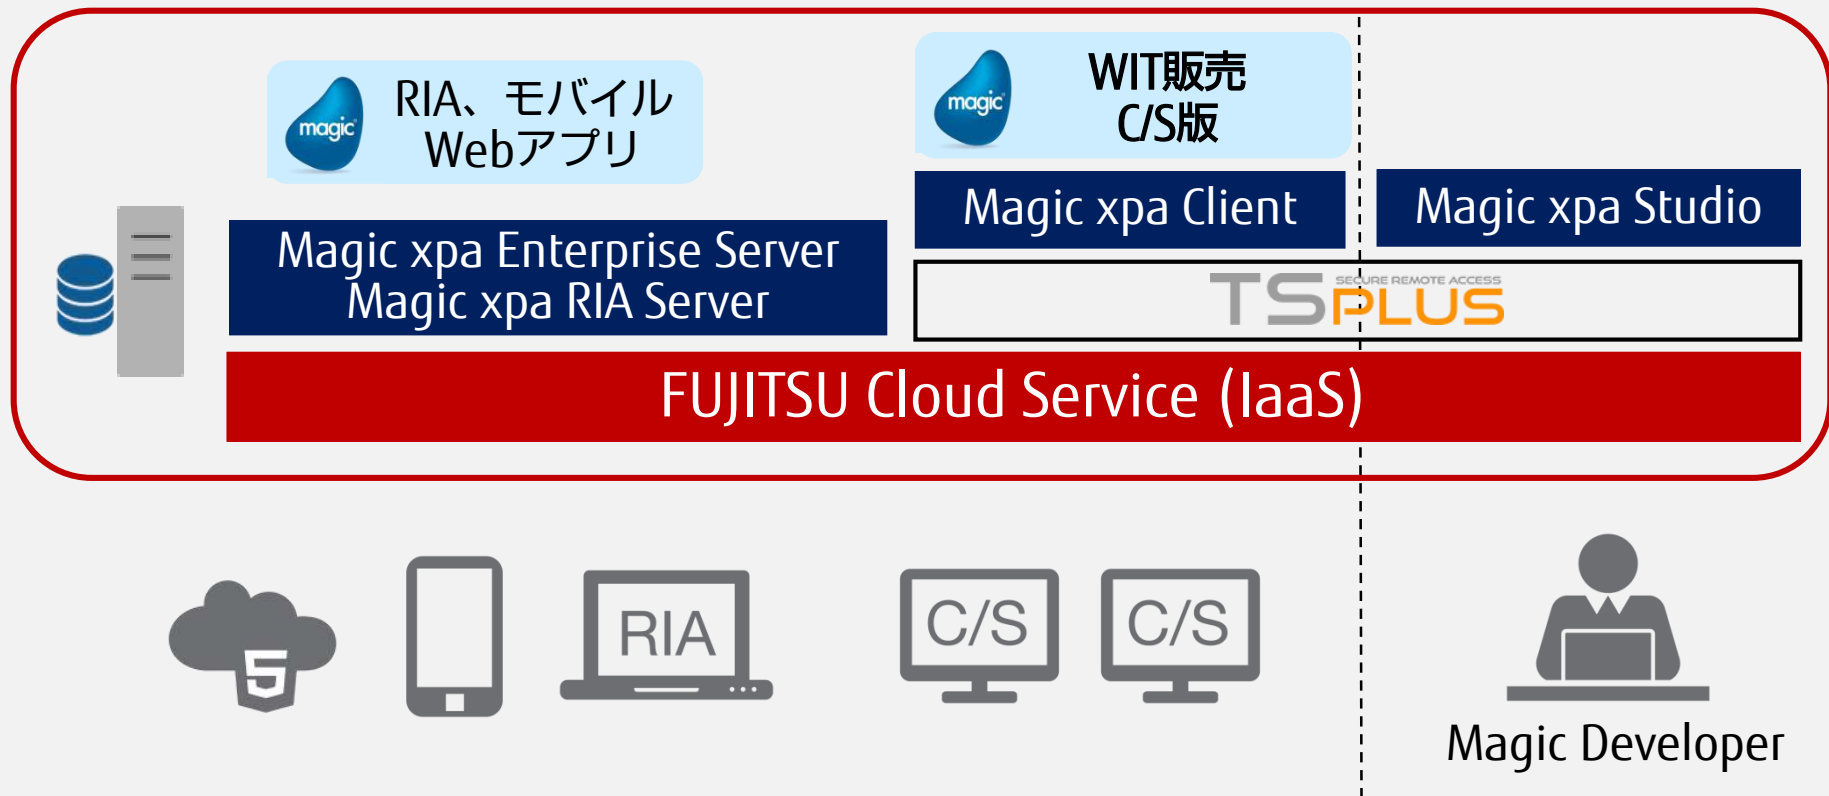 magic
RIA、モバイル
Webアプリ
magic
WIT販売
C/S版
Magic xpa Client
Magic xpa Studio
Magic xpa Enterprise Server
Magic xpa RIA Server
TSPLUS
SECURE REMOTE ACCESS
FUJITSU Cloud Service (IaaS)
5
RIA
C/S
C/S
Magic Developer